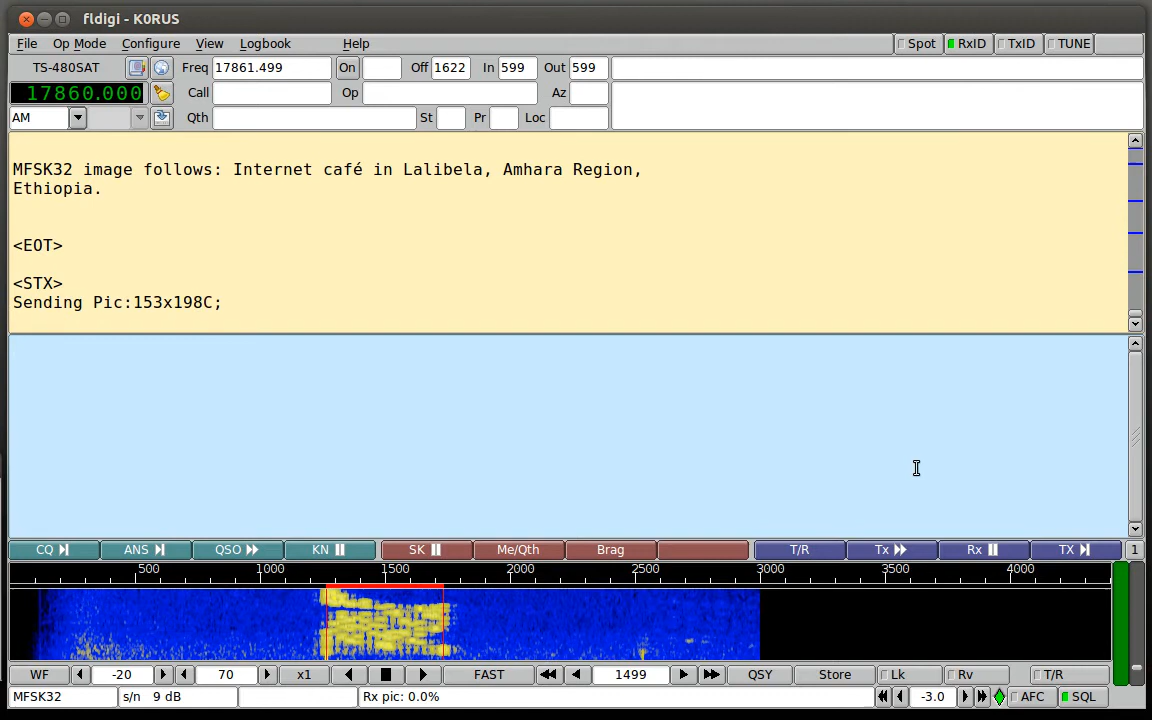 fldigi - K0RUS
File Op Mode Configure View Logbook Help Spot RxID TxID TUNE
TS-480SAT Freq 17861.499 On Off 1622 In 599 Out 599
17860.000 Call Op Az
AM Qth St Pr Loc
MFSK32 image follows: Internet café in Lalibela, Amhara Region,
Ethiopia.
<EOT>
<STX>
Sending Pic:153x198C;
CQ ANS QSO KN SK Me/Qth Brag T/R Tx Rx TX 1
500 1000 1500 2000 2500 3000 3500 4000
WF -20 70 x1 FAST 1499 QSY Store Lk Rv T/R
MFSK32 s/n 9 dB Rx pic: 0.0% -3.0 AFC SQL